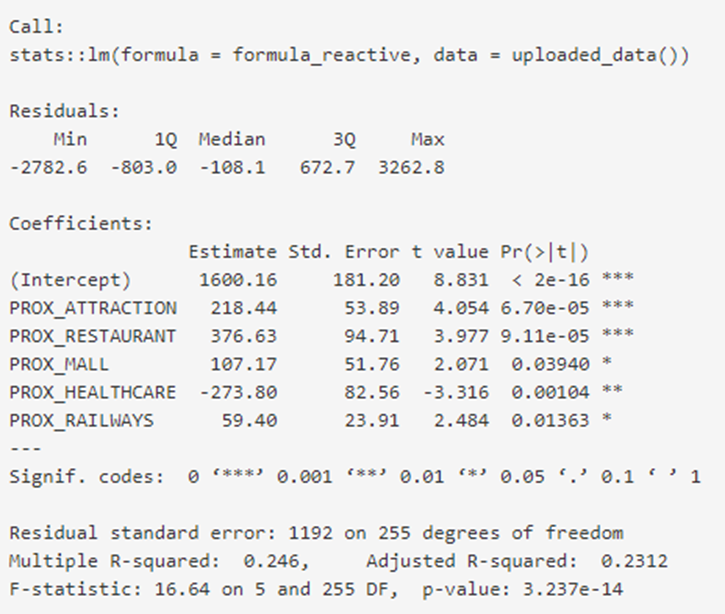 Call:
stats::lm(formula = formula_reactive, data = uploaded_data())

Residuals:
    Min      1Q  Median      3Q     Max
-2782.6  -803.0  -108.1   672.7  3262.8

Coefficients:
                Estimate Std. Error t value Pr(>|t|)
(Intercept)      1600.16     181.20   8.831  < 2e-16 ***
PROX_ATTRACTION   218.44      53.89   4.054 6.70e-05 ***
PROX_RESTAURANT   376.63      94.71   3.977 9.11e-05 ***
PROX_MALL         107.17      51.76   2.071  0.03940 *
PROX_HEALTHCARE  -273.80      82.56  -3.316  0.00104 **
PROX_RAILWAYS      59.40      23.91   2.484  0.01363 *
---
Signif. codes:  0 ‘***’ 0.001 ‘**’ 0.01 ‘*’ 0.05 ‘.’ 0.1 ‘ ’ 1

Residual standard error: 1192 on 255 degrees of freedom
Multiple R-squared:  0.246,	Adjusted R-squared:  0.2312
F-statistic: 16.64 on 5 and 255 DF,  p-value: 3.237e-14